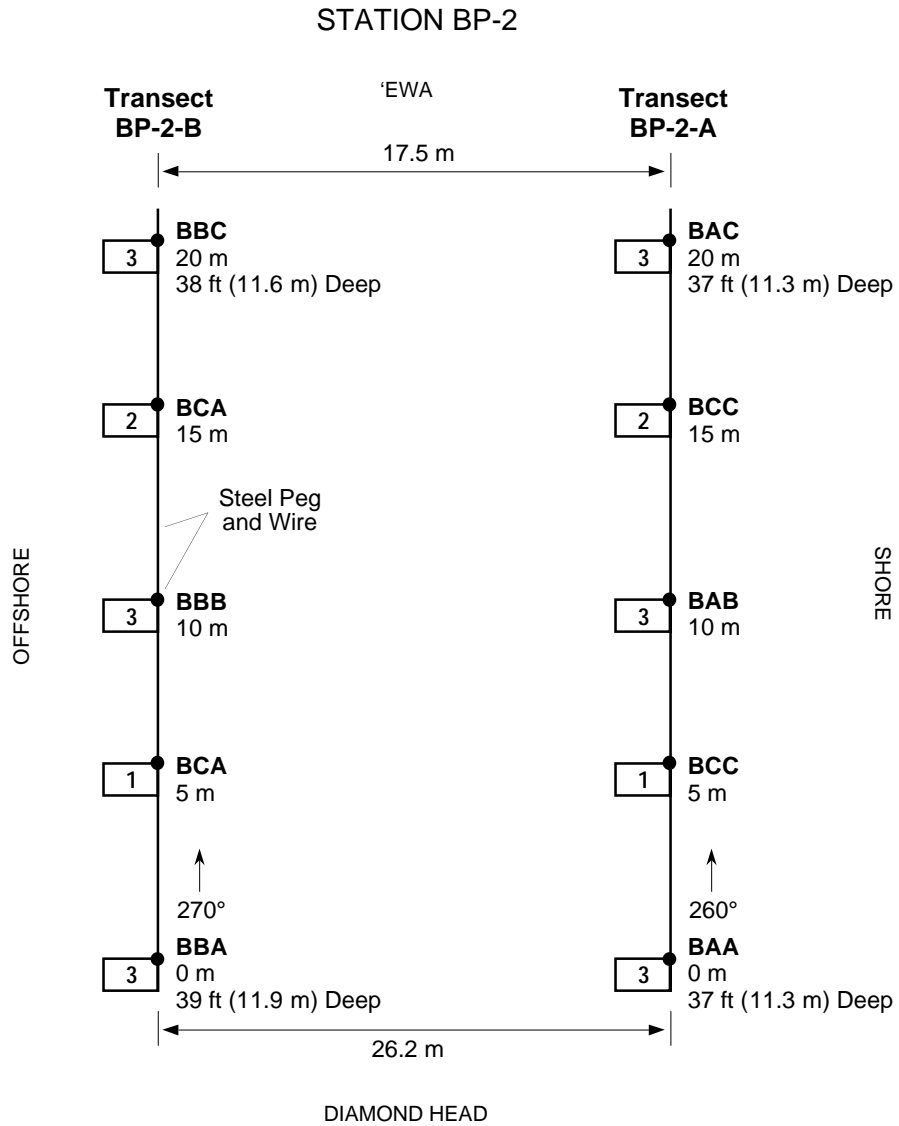 STATION BP-2
‘EWA
Transect
BP-2-B
Transect
BP-2-A
17.5 m
3
BBC
20 m
38 ft (11.6 m) Deep
3
BAC
20 m
37 ft (11.3 m) Deep
2
BCA
15 m
2
BCC
15 m
Steel Peg
and Wire
OFFSHORE
SHORE
3
BBB
10 m
3
BAB
10 m
1
BCA
5 m
1
BCC
5 m
270°
260°
3
BBA
0 m
39 ft (11.9 m) Deep
3
BAA
0 m
37 ft (11.3 m) Deep
26.2 m
DIAMOND HEAD